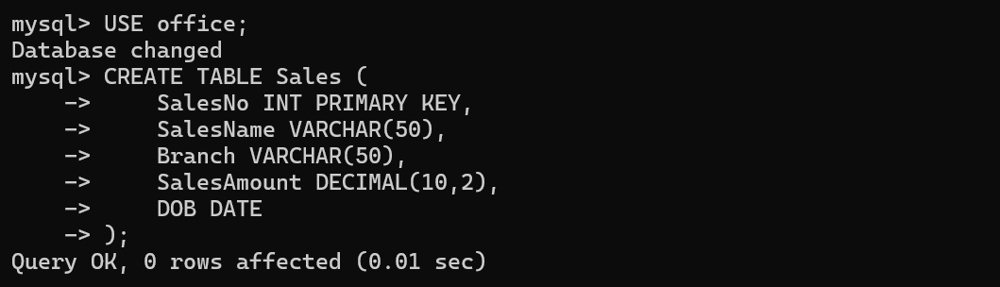 mysql> USE office;
Database changed
mysql> CREATE TABLE Sales (
    ->     SalesNo INT PRIMARY KEY,
    ->     SalesName VARCHAR(50),
    ->     Branch VARCHAR(50),
    ->     SalesAmount DECIMAL(10,2),
    ->     DOB DATE
    -> );
Query OK, 0 rows affected (0.01 sec)